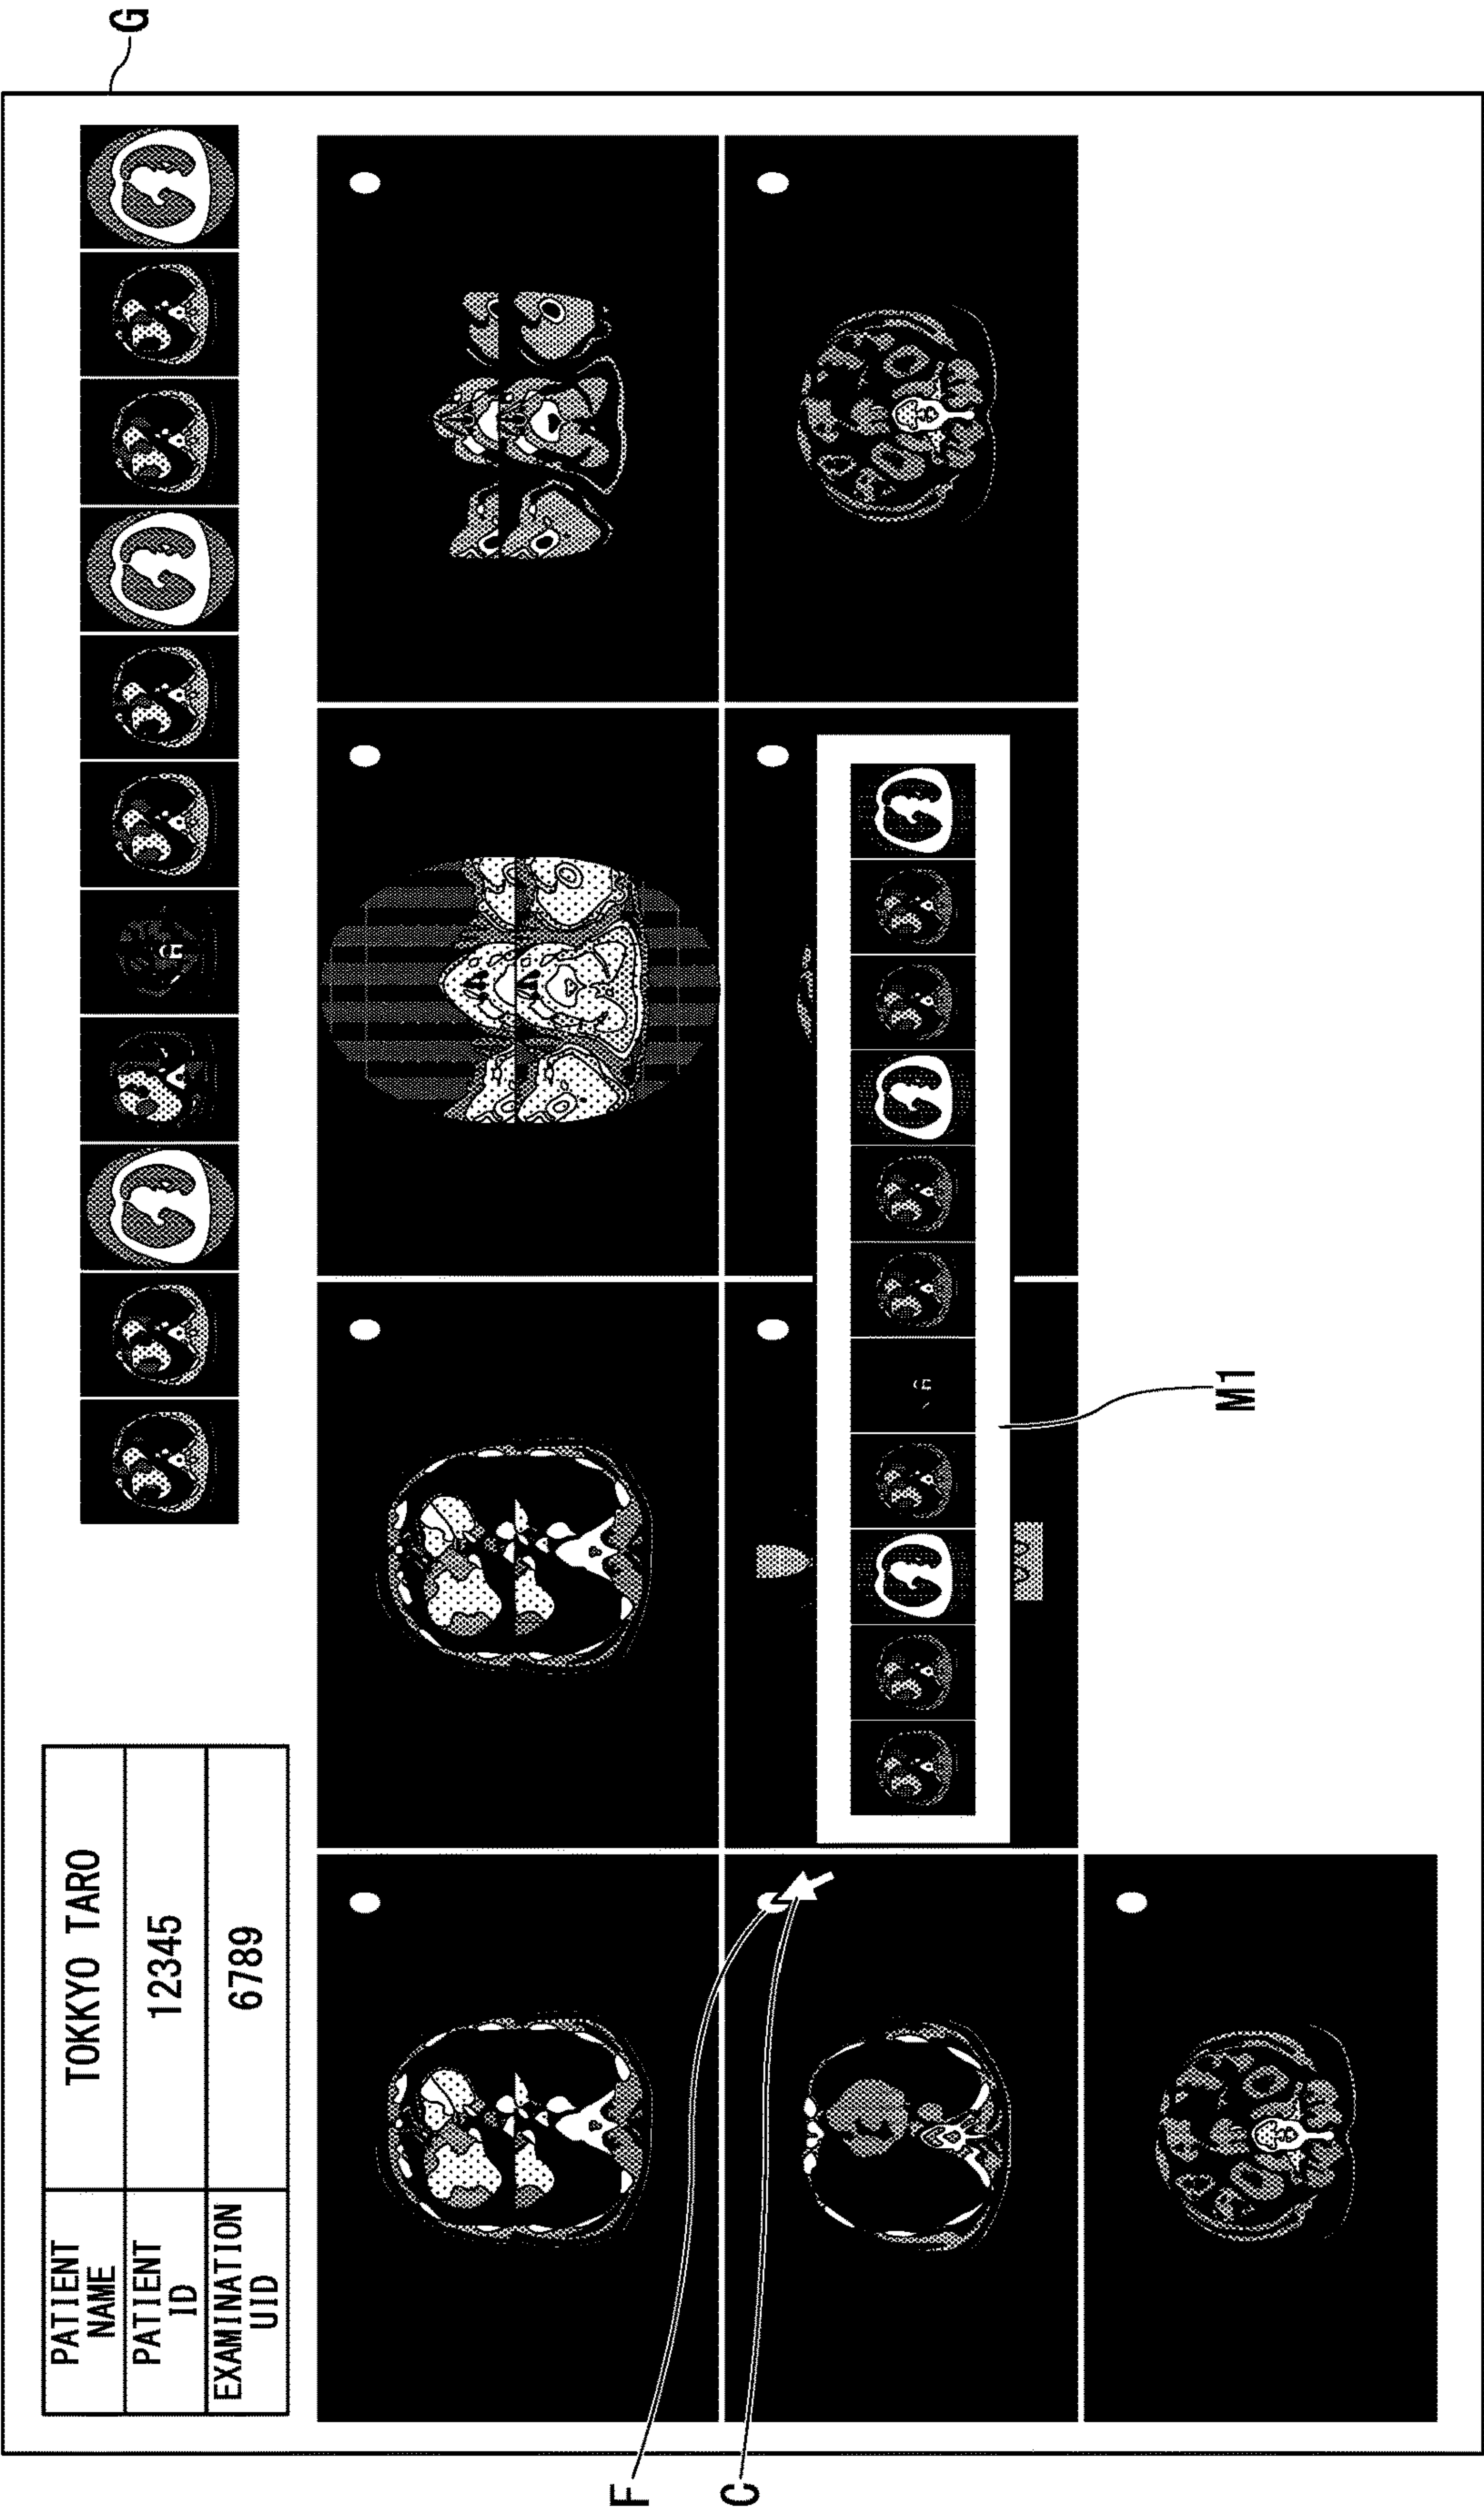 G
PATIENT
NAME
TOKKYO TARO
PATIENT
ID
12345
EXAMINATION
UID
6789
M1
F
C